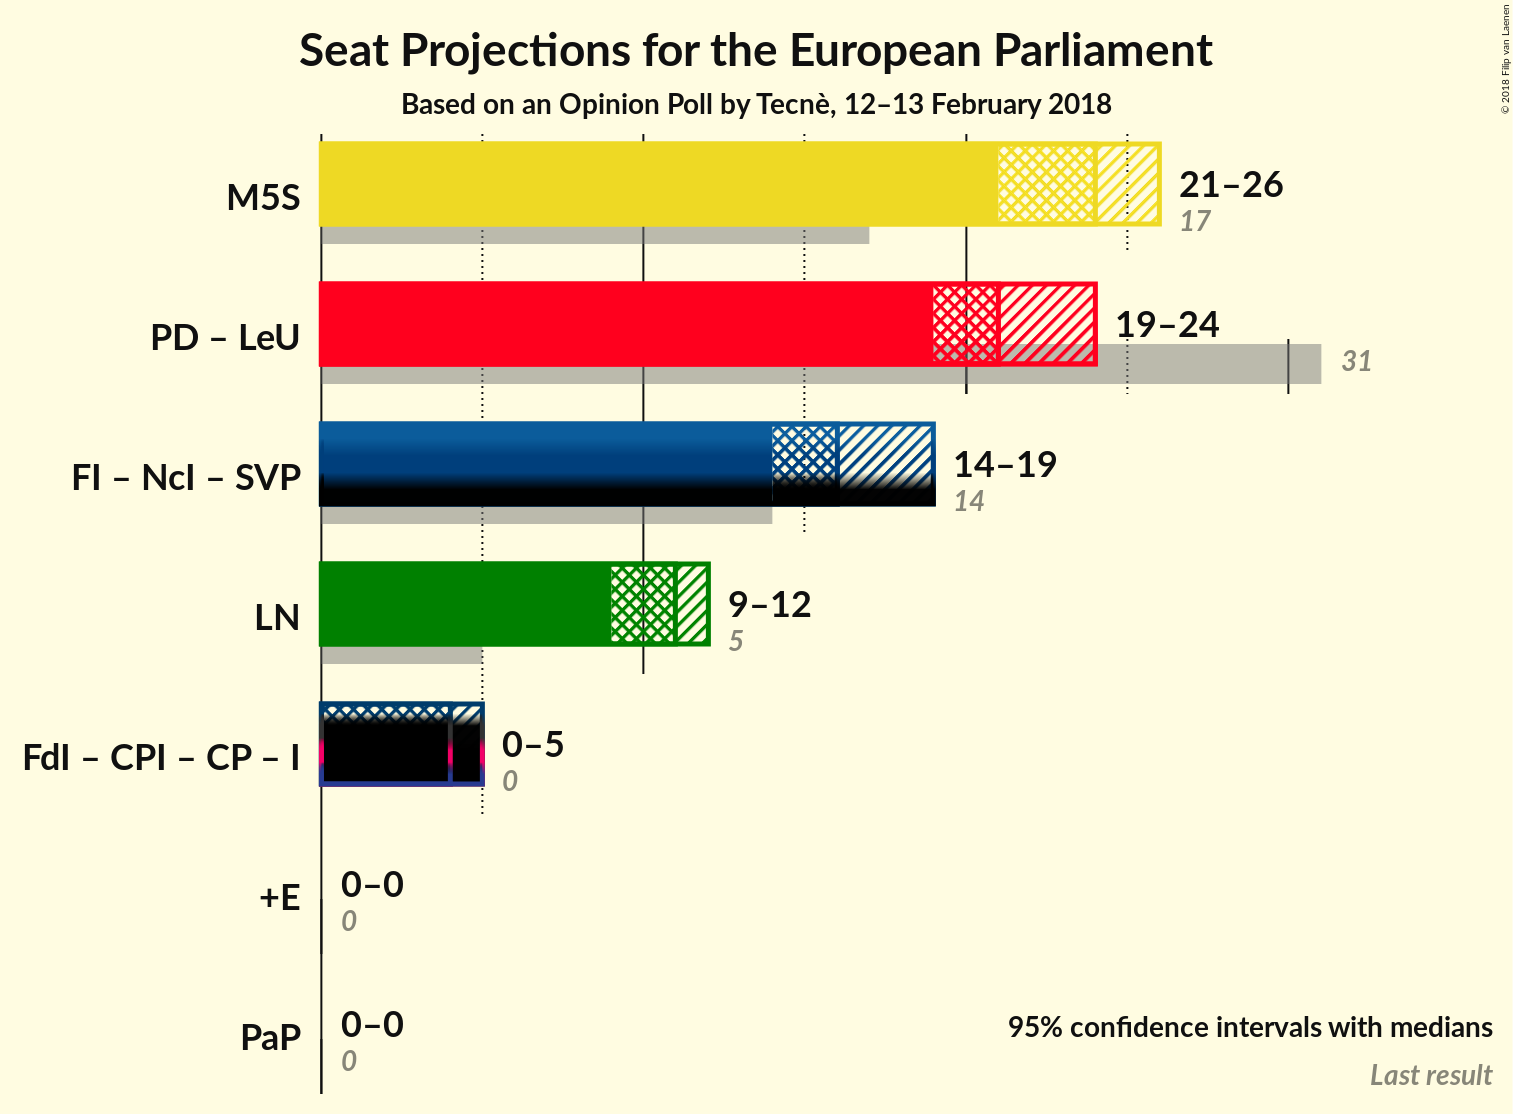 Seat Projections for the European Parliament
Based on an Opinion Poll by Tecnè, 12–13 February 2018
© 2018 Filip van Laenen
M5S
21–26
17
PD – LeU
19–24
31
FI – NcI – SVP
14–19
14
LN
9–12
5
FdI – CPI – CP – I
0–5
0
+E
0–0
0
PaP
0–0
0
95% confidence intervals with medians
Last result